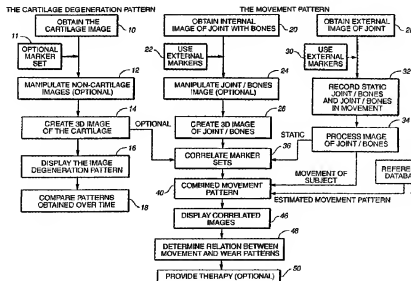 THE CARTILAGE DEGENERATION PATTERN
THE MOVEMENT PATTERN
OBTAIN THE
CARTILAGE IMAGE
10
11
OPTIONAL
MARKER
SET
12
MANIPULATE NON-CARTILAGE
IMAGES (OPTIONAL)
14
CREATE 3D IMAGE
OF THE CARTILAGE
OPTIONAL
16
DISPLAY THE IMAGE
DEGENERATION PATTERN
COMPARE PATTERNS
OBTAINED OVER TIME
18
OBTAIN INTERNAL
IMAGE OF JOINT WITH BONES
20
22
USE
EXTERNAL
MARKERS
24
MANIPULATE JOINT / BONES
IMAGE (OPTIONAL)
26
CREATE 3D IMAGE
OF JOINT / BONES
OBTAIN EXTERNAL
IMAGE OF JOINT
30
USE
EXTERNAL
MARKERS
32
RECORD STATIC
JOINT / BONES
AND JOINT / BONES
IN MOVEMENT
34
PROCESS IMAGE
OF JOINT / BONES
STATIC
36
CORRELATE MARKER
SETS
MOVEMENT OF
SUBJECT
40
COMBINED MOVEMENT
PATTERN
ESTIMATED MOVEMENT PATTERN
46
DISPLAY CORRELATED
IMAGES
48
DETERMINE RELATION BETWEEN
MOVEMENT AND WEAR PATTERNS
50
PROVIDE THERAPY (OPTIONAL)